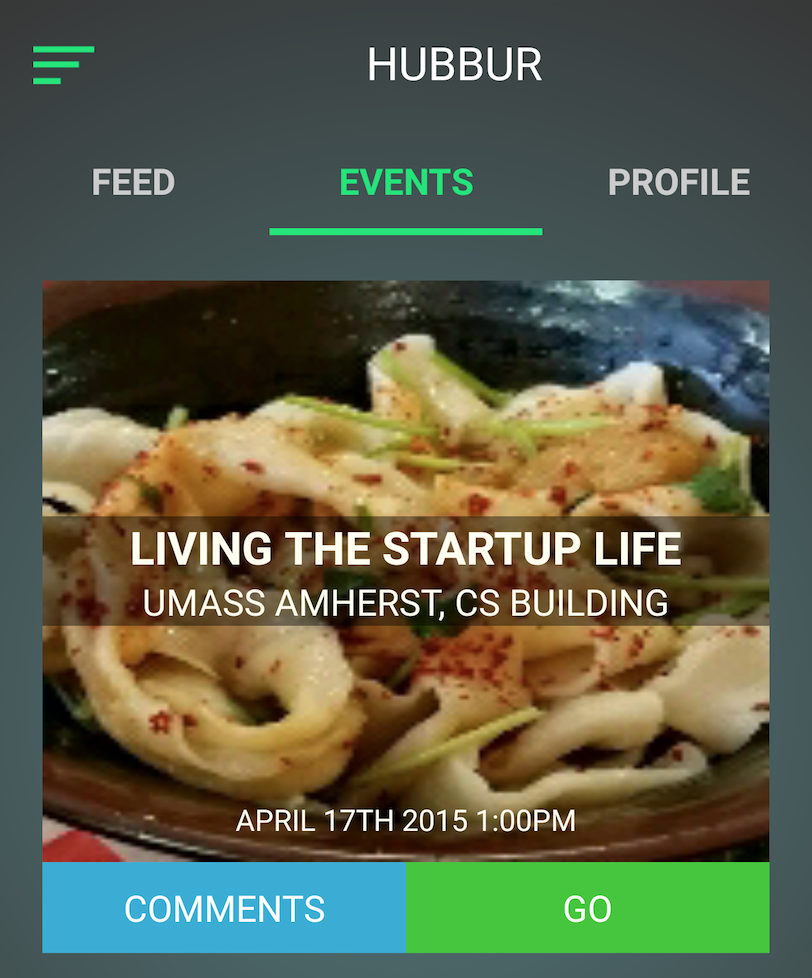 HUBBUR
FEED EVENTS PROFILE
LIVING THE STARTUP LIFE
UMASS AMHERST, CS BUILDING
APRIL 17TH 2015 1:00PM
COMMENTS GO